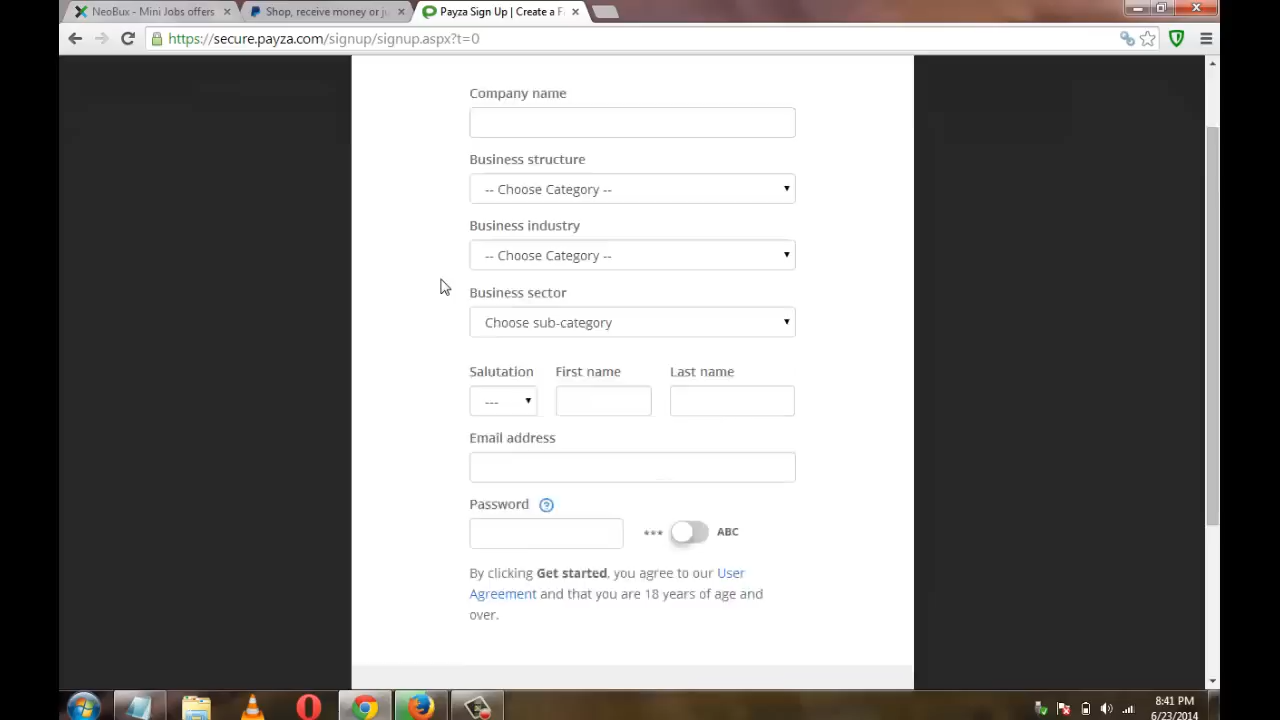 NeoBux - Mini Jobs offers
Shop, receive money or ju
Payza Sign Up | Create a F
https://secure.payza.com/signup/signup.aspx?t=0
Company name
Business structure
-- Choose Category --
Business industry
-- Choose Category --
Business sector
Choose sub-category
Salutation First name Last name
---
Email address
Password ?
*** ABC
By clicking Get started, you agree to our User
Agreement and that you are 18 years of age and
over.
8:41 PM
6/23/2014